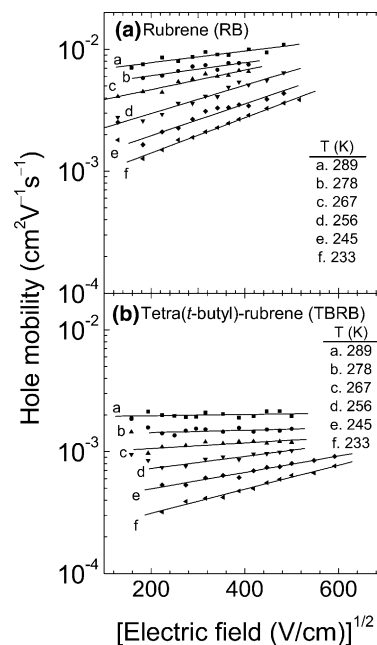 (a) Rubrene (RB)
10⁻²
a
b
c
d
e
f
T (K)
a. 289
b. 278
c. 267
d. 256
e. 245
f. 233
10⁻³
10⁻⁴
Hole mobility (cm²V⁻¹s⁻¹)
(b) Tetra(t-butyl)-rubrene (TBRB)
10⁻²
T (K)
a. 289
b. 278
c. 267
d. 256
e. 245
f. 233
a
b
c
d
e
f
10⁻³
10⁻⁴
200 400 600
[Electric field (V/cm)]¹/²